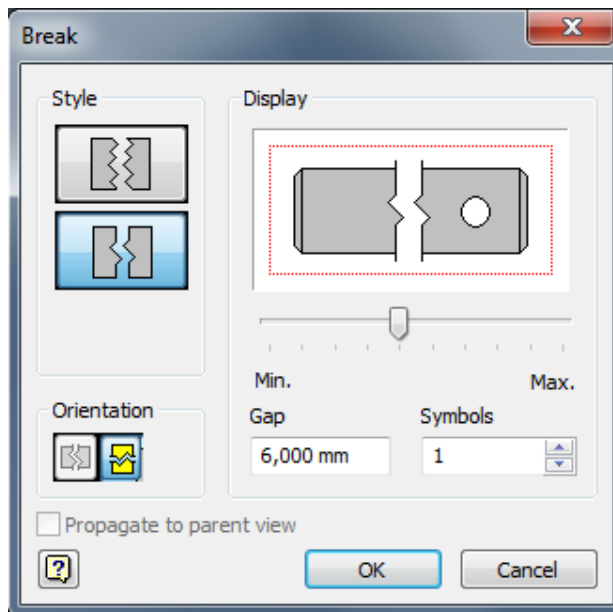 Break
Style
Display
Min.
Max.
Orientation
Gap
Symbols
6,000 mm
1
Propagate to parent view
?
OK
Cancel